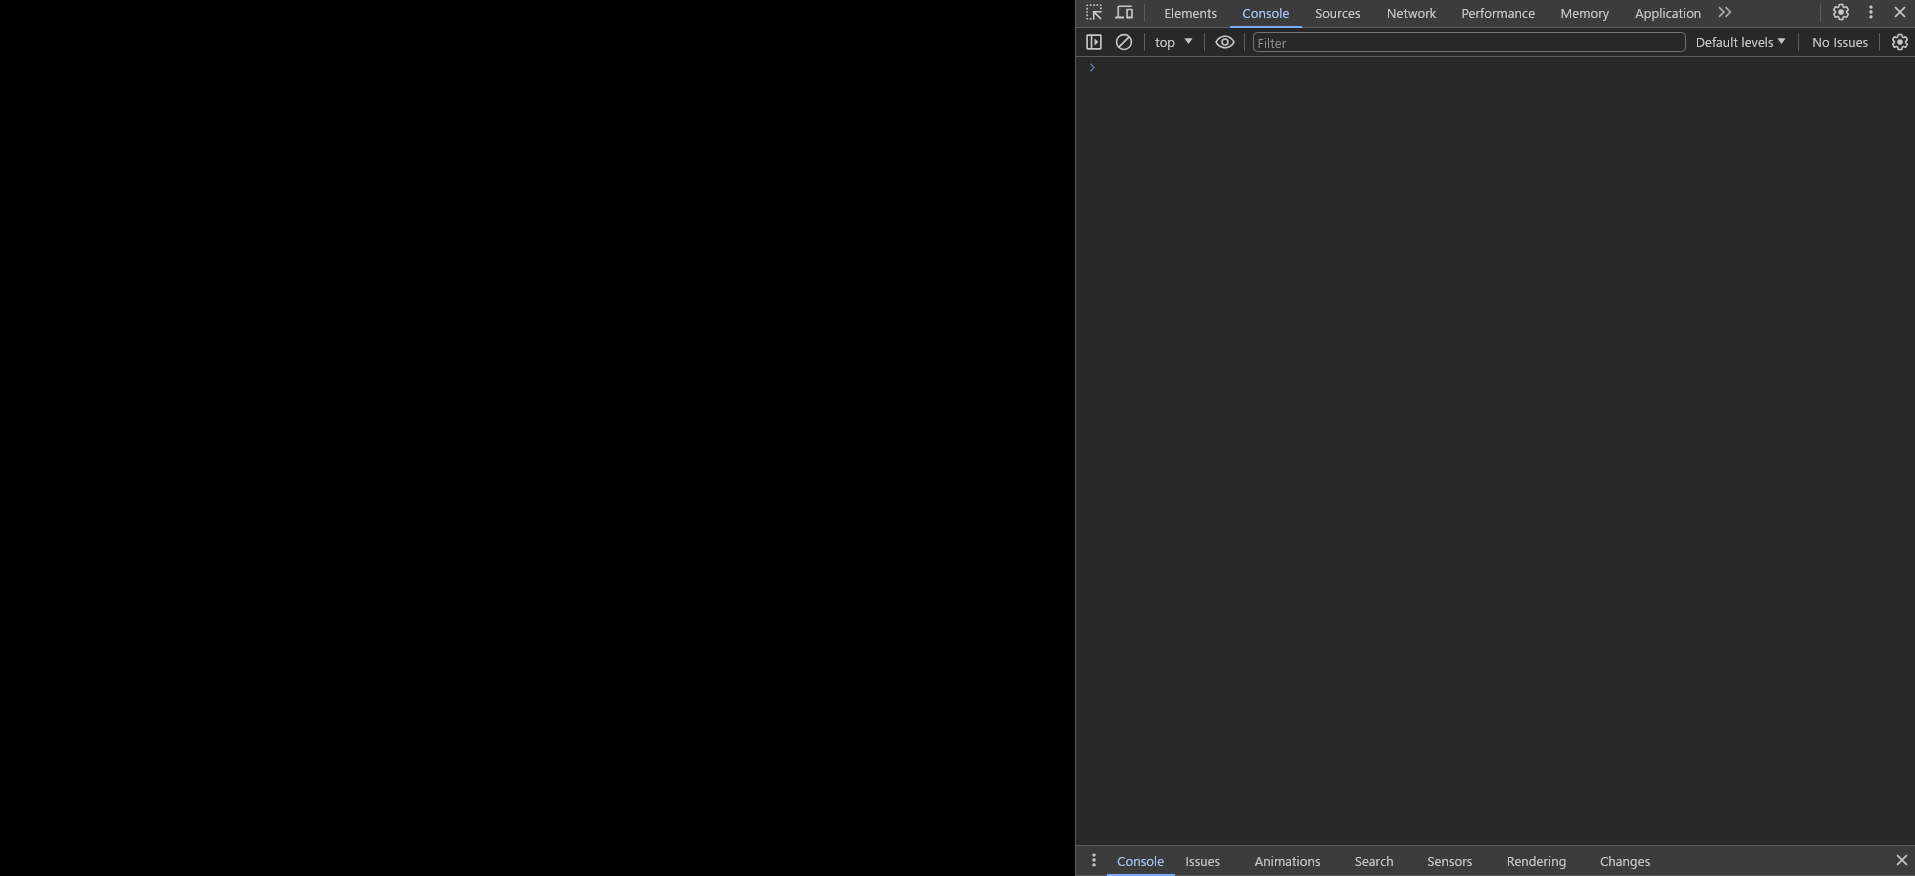 Elements Console Sources Network Performance Memory Application
top Filter Default levels No Issues
Console Issues Animations Search Sensors Rendering Changes